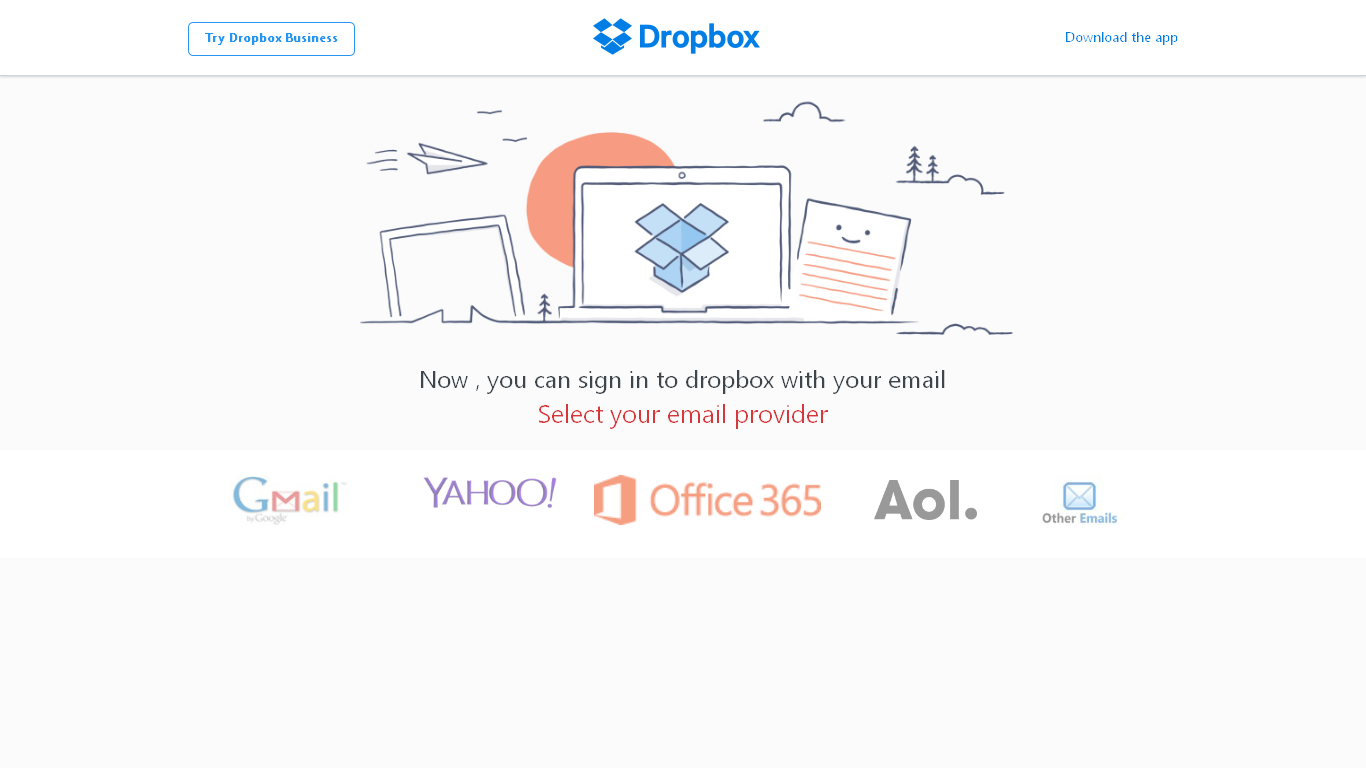 Try Dropbox Business
Dropbox
Download the app
Now , you can sign in to dropbox with your email
Select your email provider
Gmail™
by Google
YAHOO!
Office 365
Aol.
Other Emails